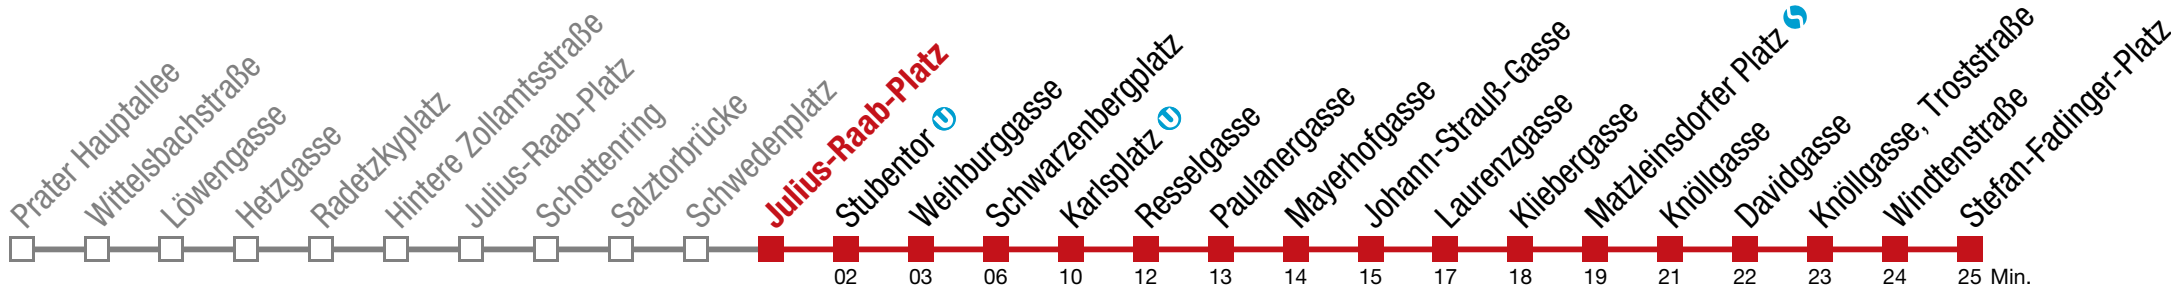 Prater Hauptallee
Wittelsbachstraße
Löwengasse
Hetzgasse
Radetzkyplatz
Hintere Zollamtsstraße
Julius-Raab-Platz
Schottenring
Salztorbrücke
Schwedenplatz
Julius-Raab-Platz
Stubentor U
Weihburggasse
Schwarzenbergplatz
Karlsplatz U
Resselgasse
Paulanergasse
Mayerhofgasse
Johann-Strauß-Gasse
Laurenzgasse
Kliebergasse
Matzleinsdorfer Platz S
Knöllgasse
Davidgasse
Knöllgasse, Troststraße
Windtenstraße
Stefan-Fadinger-Platz
02 03 06 10 12 13 14 15 17 18 19 21 22 23 24 25 Min.